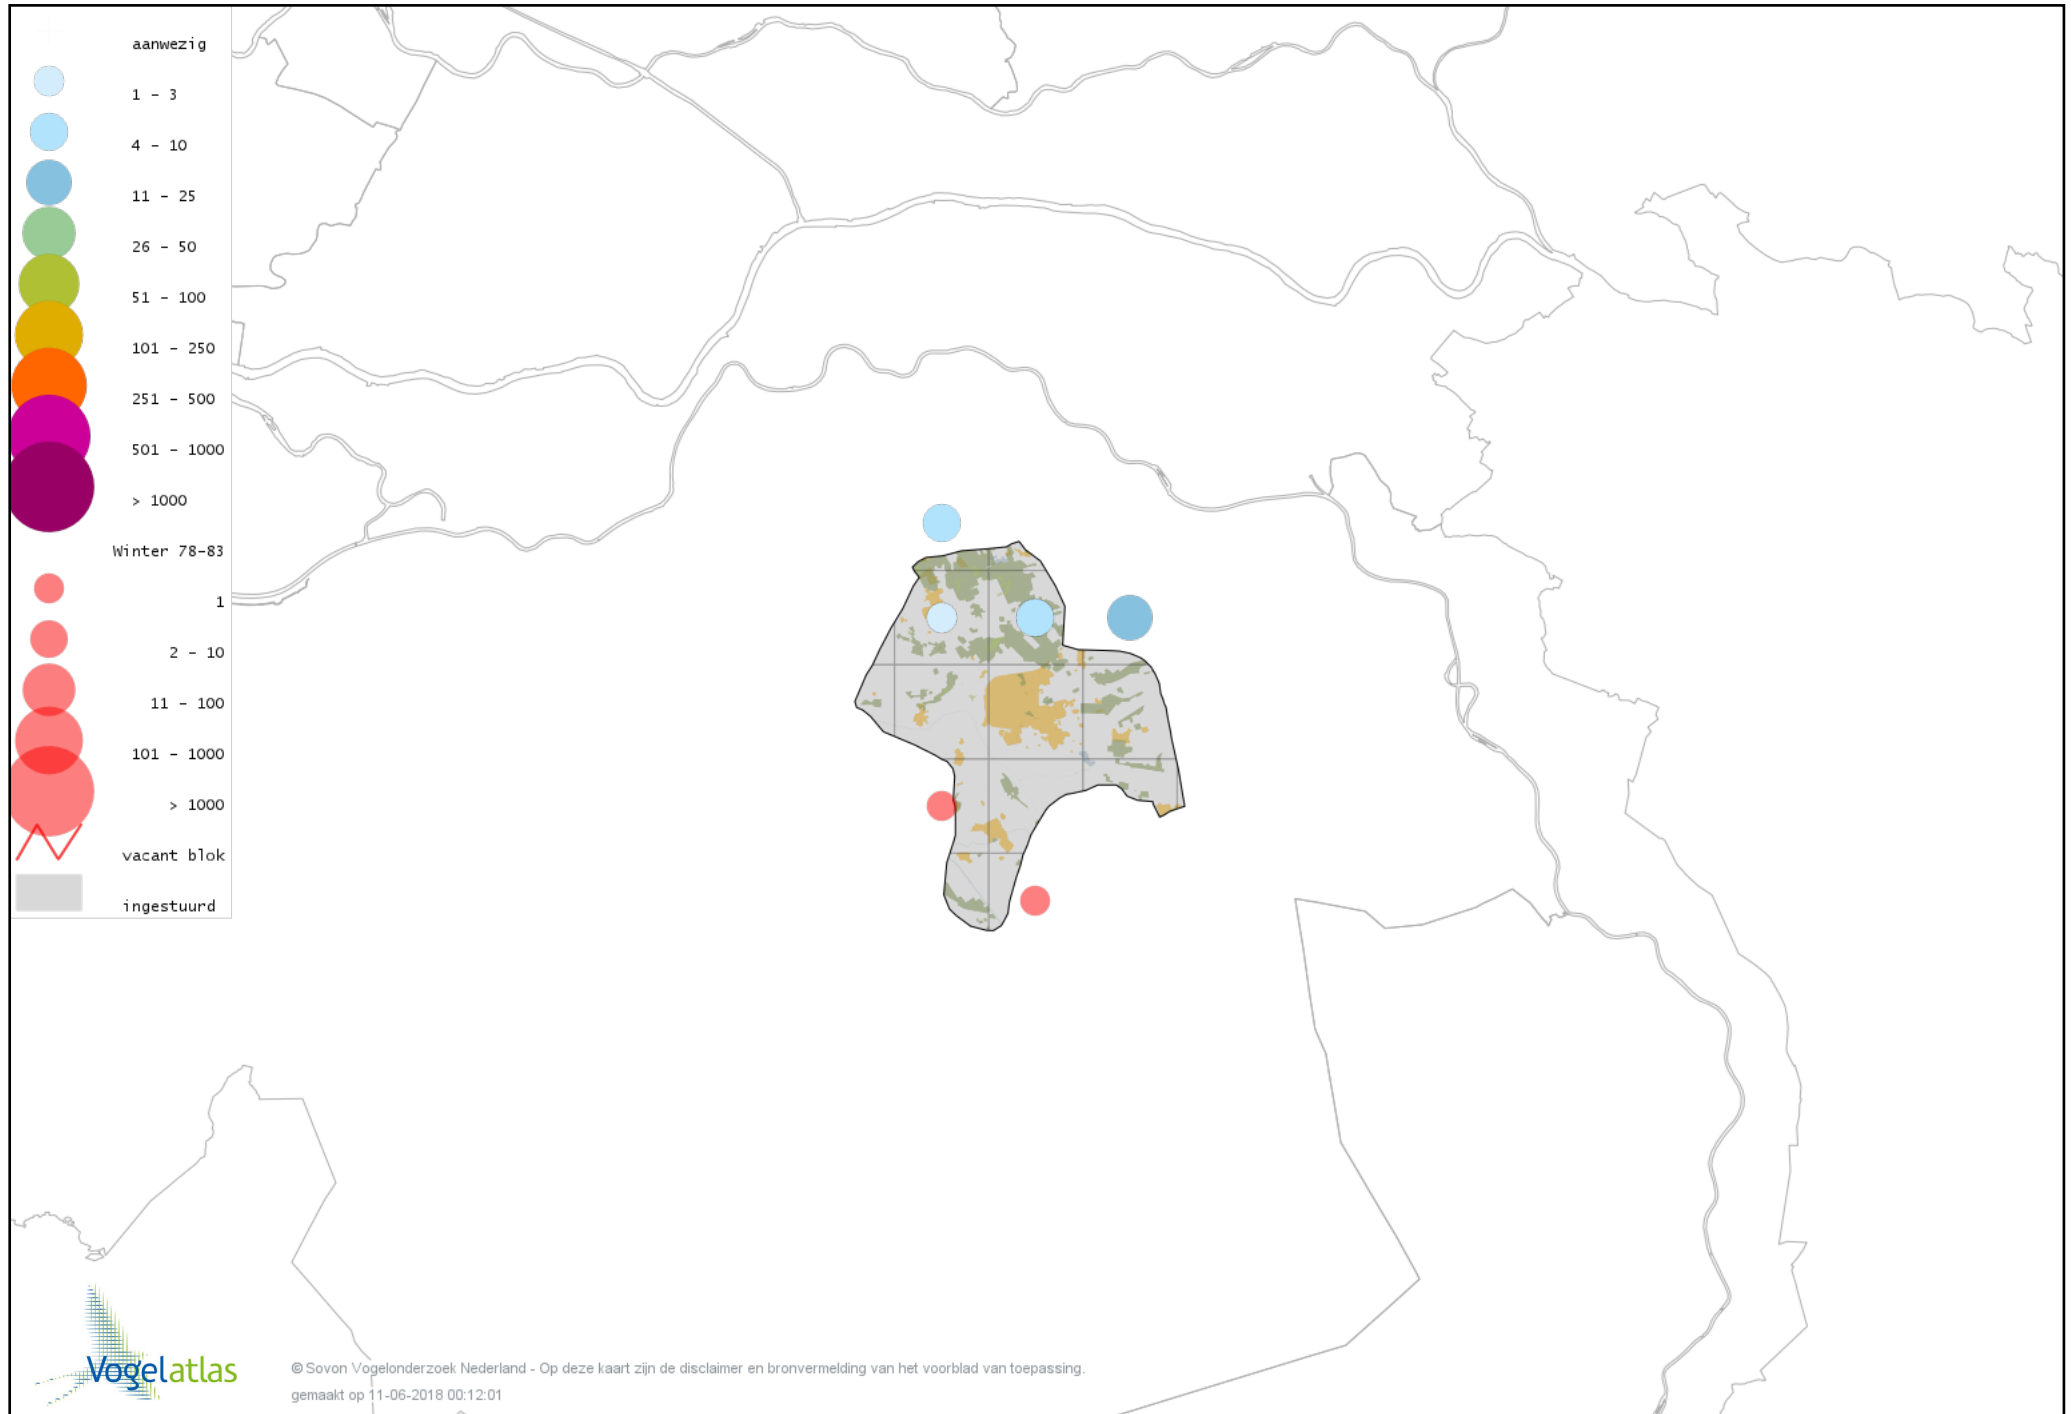 aanwezig
1 - 3
4 - 10
11 - 25
26 - 50
51 - 100
101 - 250
251 - 500
501 - 1000
> 1000
Winter 78-83
1
2 - 10
11 - 100
101 - 1000
> 1000
vacant blok
ingestuurd
Vogelatlas
© Sovon Vogelonderzoek Nederland - Op deze kaart zijn de disclaimer en bronvermelding van het voorblad van toepassing.
gemaakt op 11-06-2018 00:12:01